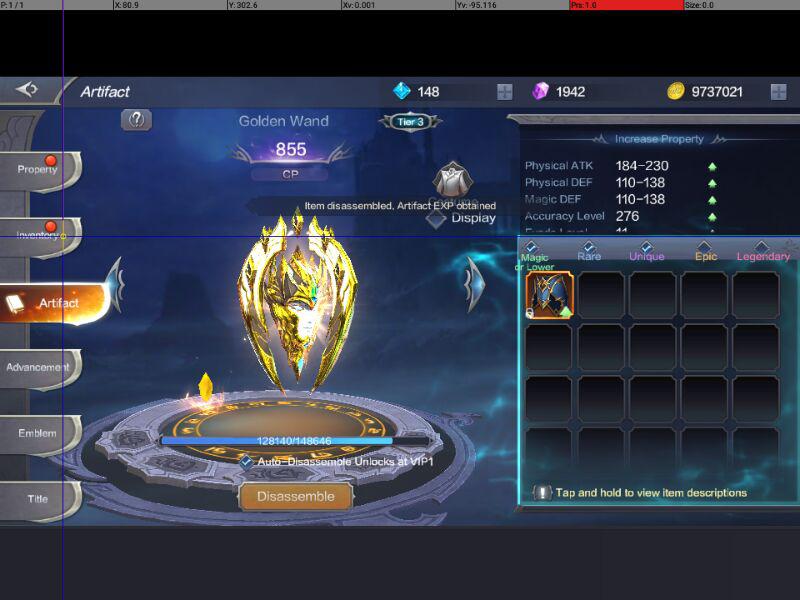 P: 1 / 1 X: 80.9 Y: 302.6 Xv: 0.001 Yv: -95.116 Prs: 1.0 Size: 0.0
Artifact 148 1942 9737021
Golden Wand
Tier 3
855
CP
Increase Property
Physical ATK 184-230
Physical DEF 110-138
Magic DEF 110-138
Accuracy Level 276
Property
Inventory
Artifact
Advancement
Emblem
Title
Item disassembled, Artifact EXP obtained
Display
Magic or Lower
Rare
Unique
Epic
Legendary
128140/148646
Auto-Disassemble Unlocks at VIP1
Disassemble
Tap and hold to view item descriptions